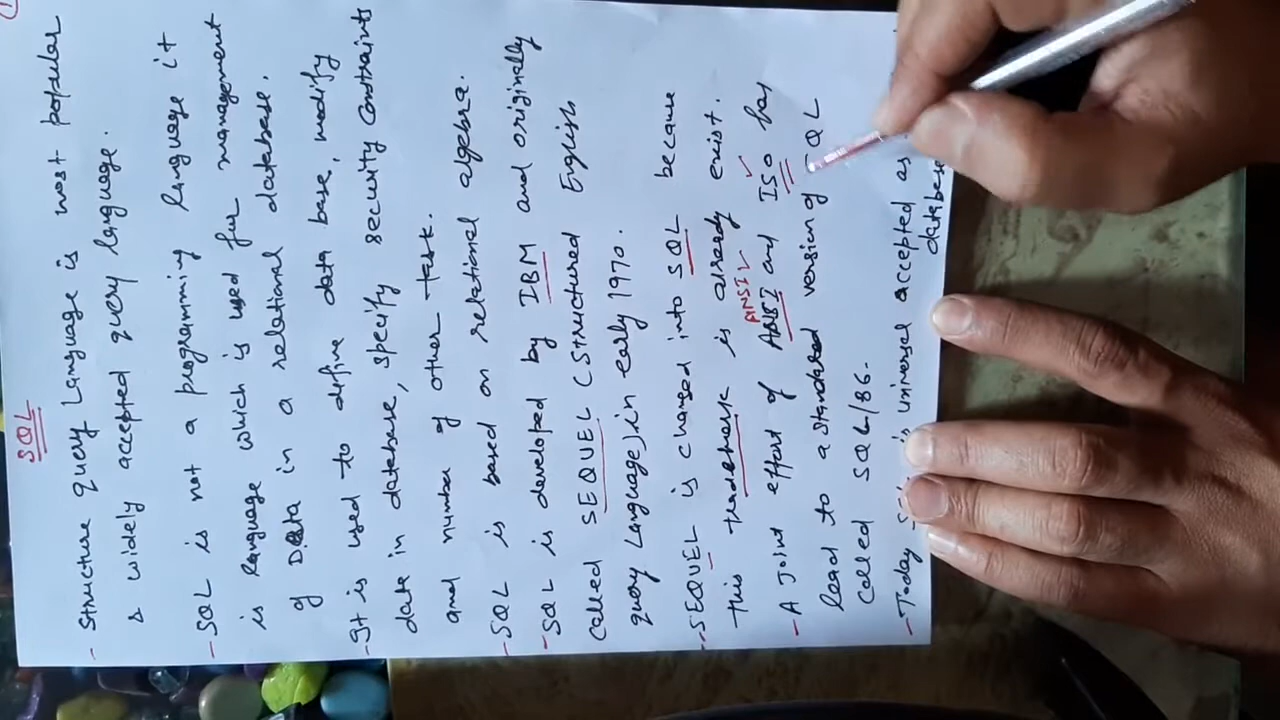 SQL
- Structure query Language is most popular
& widely accepted query language.
- SQL is not a programming language it
is language which is used for management
of Data in a relational database.
- It is used to define data base, modify
data in database, specify security constraints
and number of other task.
- SQL is based on relational algebra.
- SQL is developed by IBM and originally
called SEQUEL (Structured English
query Language) in early 1970.
- SEQUEL is changed into SQL because
this trademark is already exist.
ANSI
- A Joint effort of ANSI and ISO has
lead to a standard version of SQL
called SQL/86.
- Today is universal accepted as
database